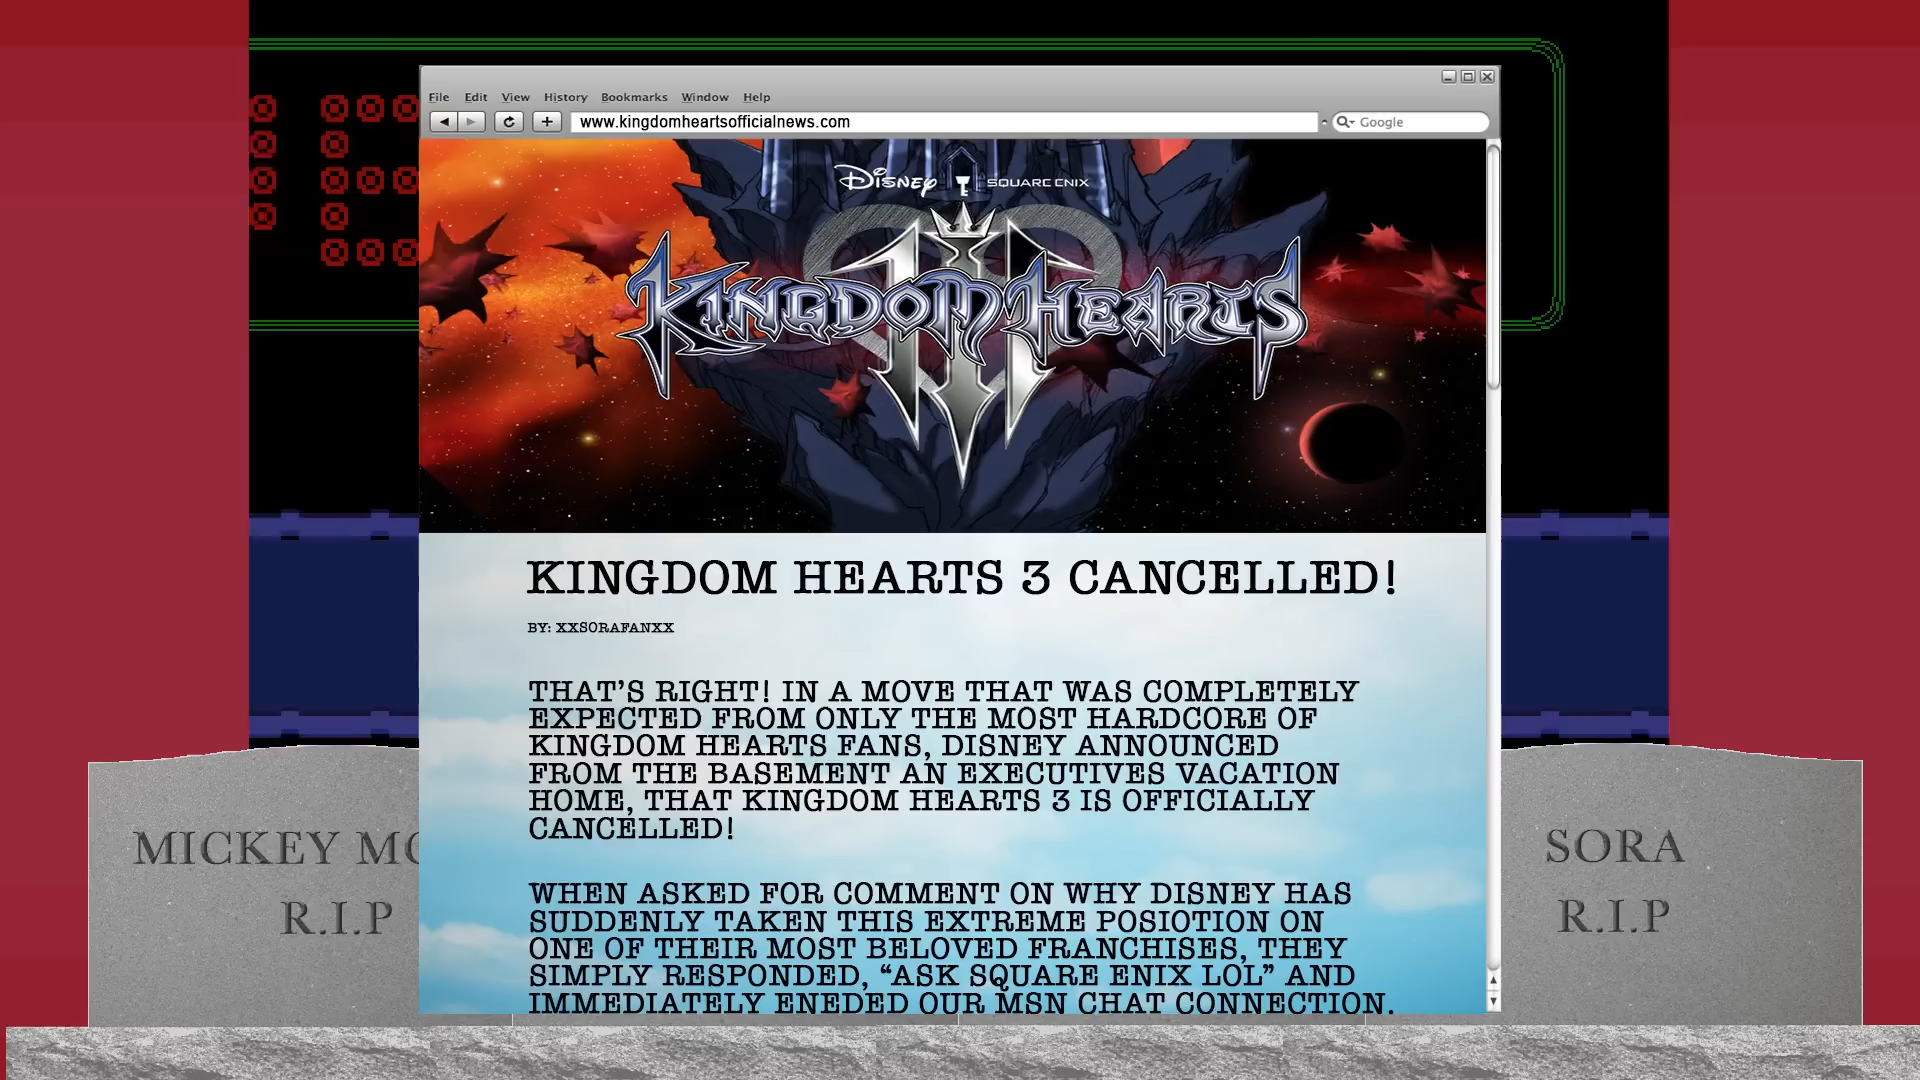 File Edit View History Bookmarks Window Help
www.kingdomheartsofficialnews.com
Google
Disney SQUARE ENIX
III
KINGDOM HEARTS
KINGDOM HEARTS 3 CANCELLED!
BY: XXSORAFANXX
THAT'S RIGHT! IN A MOVE THAT WAS COMPLETELY
EXPECTED FROM ONLY THE MOST HARDCORE OF
KINGDOM HEARTS FANS, DISNEY ANNOUNCED
FROM THE BASEMENT AN EXECUTIVES VACATION
HOME, THAT KINGDOM HEARTS 3 IS OFFICIALLY
CANCELLED!
WHEN ASKED FOR COMMENT ON WHY DISNEY HAS
SUDDENLY TAKEN THIS EXTREME POSIOTION ON
ONE OF THEIR MOST BELOVED FRANCHISES, THEY
SIMPLY RESPONDED, “ASK SQUARE ENIX LOL” AND
IMMEDIATELY ENEDED OUR MSN CHAT CONNECTION.
MICKEY
R.I.P
SORA
R.I.P